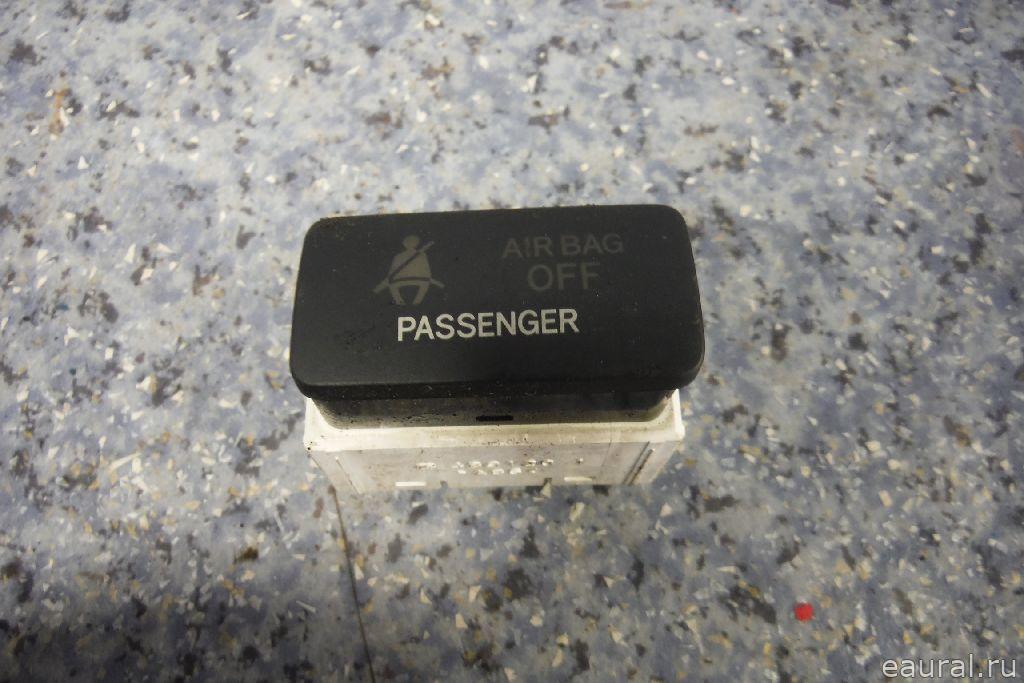 AIR BAG
OFF
PASSENGER
eaural.ru